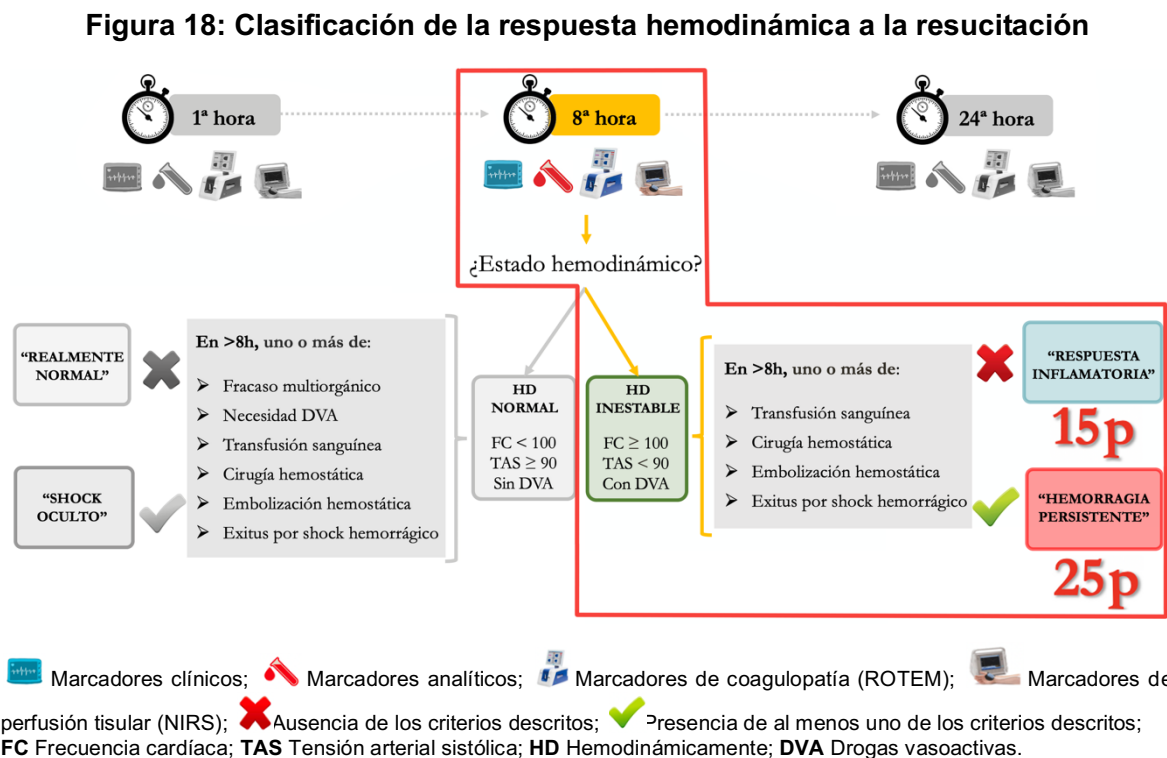 Figura 18: Clasificación de la respuesta hemodinámica a la resucitación
1ª hora
8ª hora
24ª hora
¿Estado hemodinámico?
“REALMENTE
NORMAL”
“SHOCK
OCULTO”
En >8h, uno o más de:
➢ Fracaso multiorgánico
➢ Necesidad DVA
➢ Transfusión sanguínea
➢ Cirugía hemostática
➢ Embolización hemostática
➢ Exitus por shock hemorrágico
HD
NORMAL
FC < 100
TAS ≥ 90
Sin DVA
HD
INESTABLE
FC ≥ 100
TAS < 90
Con DVA
En >8h, uno o más de:
➢ Transfusión sanguínea
➢ Cirugía hemostática
➢ Embolización hemostática
➢ Exitus por shock hemorrágico
“RESPUESTA
INFLAMATORIA”
15p
“HEMORRAGIA
PERSISTENTE”
25p
Marcadores clínicos; Marcadores analíticos; Marcadores de coagulopatía (ROTEM); Marcadores de
perfusión tisular (NIRS); Ausencia de los criterios descritos; Presencia de al menos uno de los criterios descritos;
FC Frecuencia cardíaca; TAS Tensión arterial sistólica; HD Hemodinámicamente; DVA Drogas vasoactivas.